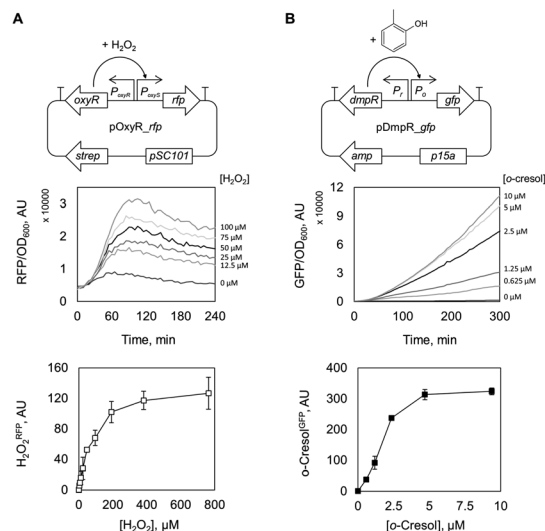 A
+ H₂O₂
oxyR
P oxyR
P oxyS
rfp
pOxyR_rfp
strep
pSC101
[H₂O₂]
x 10000
RFP/OD₆₀₀, AU
3
2
1
0
100 µM
75 µM
50 µM
25 µM
12.5 µM
0 µM
0 60 120 180 240
Time, min
H₂O₂ᴿᶠᴾ, AU
160
120
80
40
0
0 200 400 600 800
[H₂O₂], µM
B
OH
+
dmpR
P r
P o
gfp
pDmpR_gfp
amp
p15a
[o-cresol]
x 10000
GFP/OD₆₀₀, AU
12
9
6
3
0
10 µM
5 µM
2.5 µM
1.25 µM
0.625 µM
0 µM
0 100 200 300
Time, min
o-Cresolᴳᶠᴾ, AU
400
300
200
100
0
0 2.5 5 7.5 10
[o-Cresol], µM